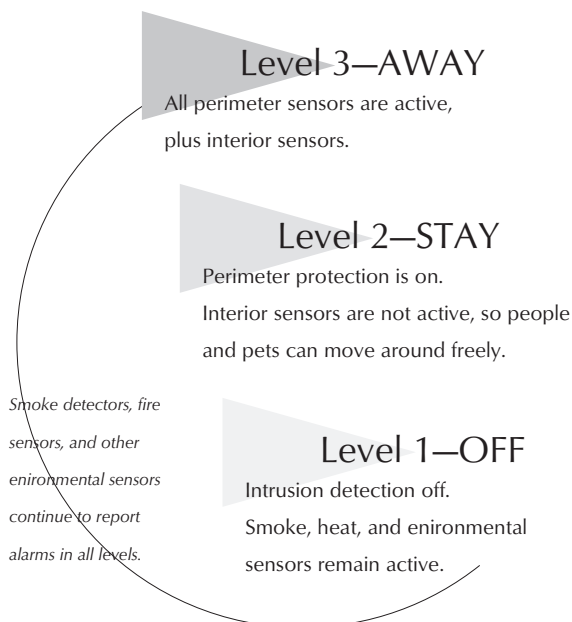 Level 3—AWAY
All perimeter sensors are active,
plus interior sensors.
Level 2—STAY
Perimeter protection is on.
Interior sensors are not active, so people
and pets can move around freely.
Smoke detectors, fire
sensors, and other
enironmental sensors
continue to report
alarms in all levels.
Level 1—OFF
Intrusion detection off.
Smoke, heat, and enironmental
sensors remain active.